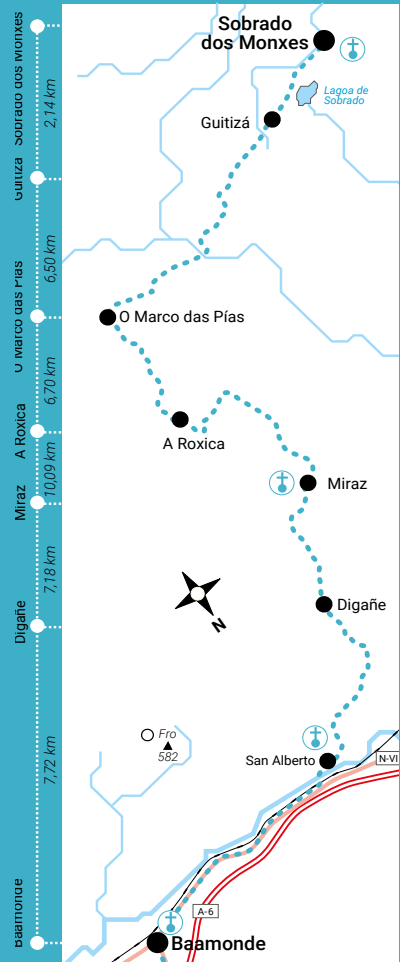 Sobrado dos Monxes
2,14 km
Guitizá
6,50 km
O Marco das Pías
6,70 km
A Roxica
10,09 km
Miraz
7,18 km
Digañe
7,72 km
Baamonde
Sobrado
dos Monxes
Lagoa de
Sobrado
Guitizá
O Marco das Pías
A Roxica
Miraz
Digañe
N
Fro
582
San Alberto
N-VI
A-6
Baamonde